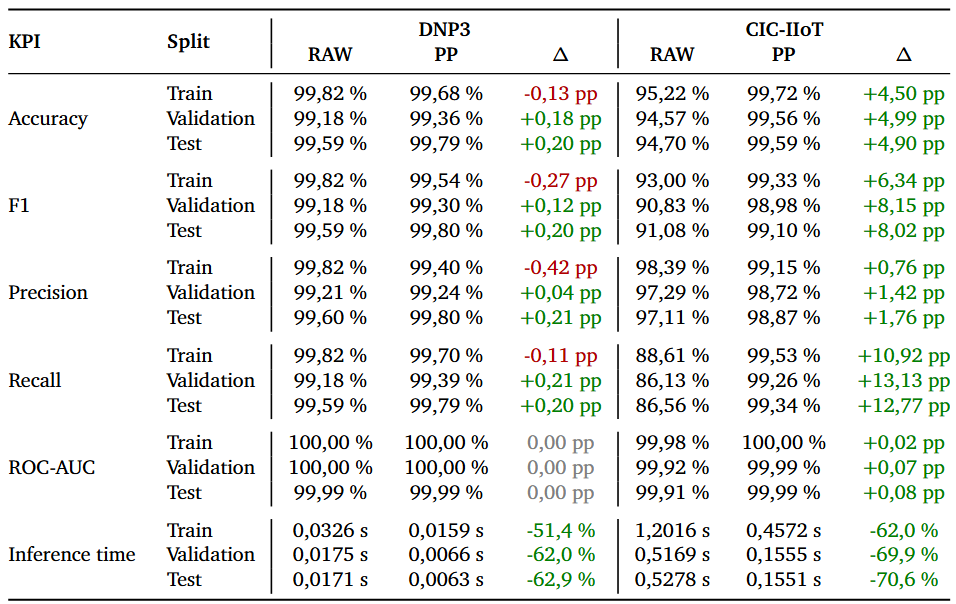 DNP3 CIC-IIoT
KPI Split RAW PP Δ RAW PP Δ
Train 99,82 % 99,68 % -0,13 pp 95,22 % 99,72 % +4,50 pp
Accuracy Validation 99,18 % 99,36 % +0,18 pp 94,57 % 99,56 % +4,99 pp
Test 99,59 % 99,79 % +0,20 pp 94,70 % 99,59 % +4,90 pp
Train 99,82 % 99,54 % -0,27 pp 93,00 % 99,33 % +6,34 pp
F1 Validation 99,18 % 99,30 % +0,12 pp 90,83 % 98,98 % +8,15 pp
Test 99,59 % 99,80 % +0,20 pp 91,08 % 99,10 % +8,02 pp
Train 99,82 % 99,40 % -0,42 pp 98,39 % 99,15 % +0,76 pp
Precision Validation 99,21 % 99,24 % +0,04 pp 97,29 % 98,72 % +1,42 pp
Test 99,60 % 99,80 % +0,21 pp 97,11 % 98,87 % +1,76 pp
Train 99,82 % 99,70 % -0,11 pp 88,61 % 99,53 % +10,92 pp
Recall Validation 99,18 % 99,39 % +0,21 pp 86,13 % 99,26 % +13,13 pp
Test 99,59 % 99,79 % +0,20 pp 86,56 % 99,34 % +12,77 pp
Train 100,00 % 100,00 % 0,00 pp 99,98 % 100,00 % +0,02 pp
ROC-AUC Validation 100,00 % 100,00 % 0,00 pp 99,92 % 99,99 % +0,07 pp
Test 99,99 % 99,99 % 0,00 pp 99,91 % 99,99 % +0,08 pp
Train 0,0326 s 0,0159 s -51,4 % 1,2016 s 0,4572 s -62,0 %
Inference time Validation 0,0175 s 0,0066 s -62,0 % 0,5169 s 0,1555 s -69,9 %
Test 0,0171 s 0,0063 s -62,9 % 0,5278 s 0,1551 s -70,6 %